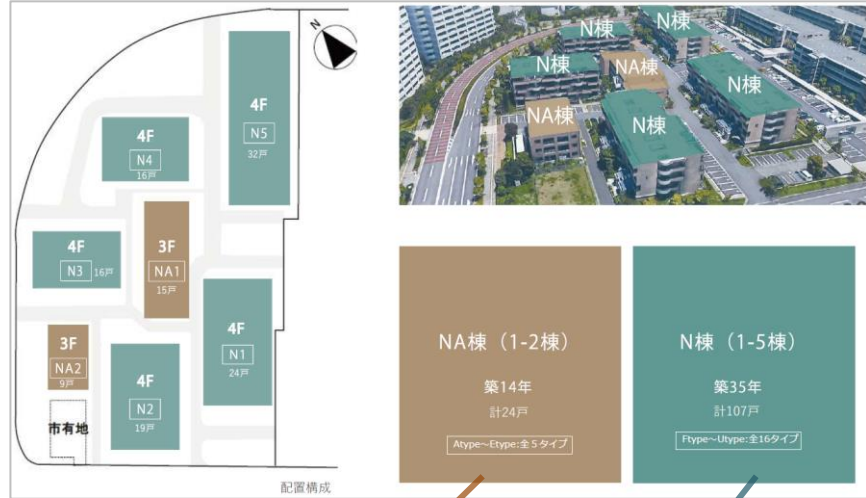 N
4F
N5
32戸
4F
N4
16戸
3F
NA1
15戸
4F
N3 16戸
4F
N1
24戸
3F
NA2
9戸
4F
N2
19戸
市有地
配置構成
N棟
N棟
N棟
NA棟
N棟
NA棟
N棟
NA棟（1-2棟）
築14年
計24戸
Atype～Etype:全５タイプ
N棟（1-5棟）
築35年
計107戸
Ftype～Utype:全16タイプ